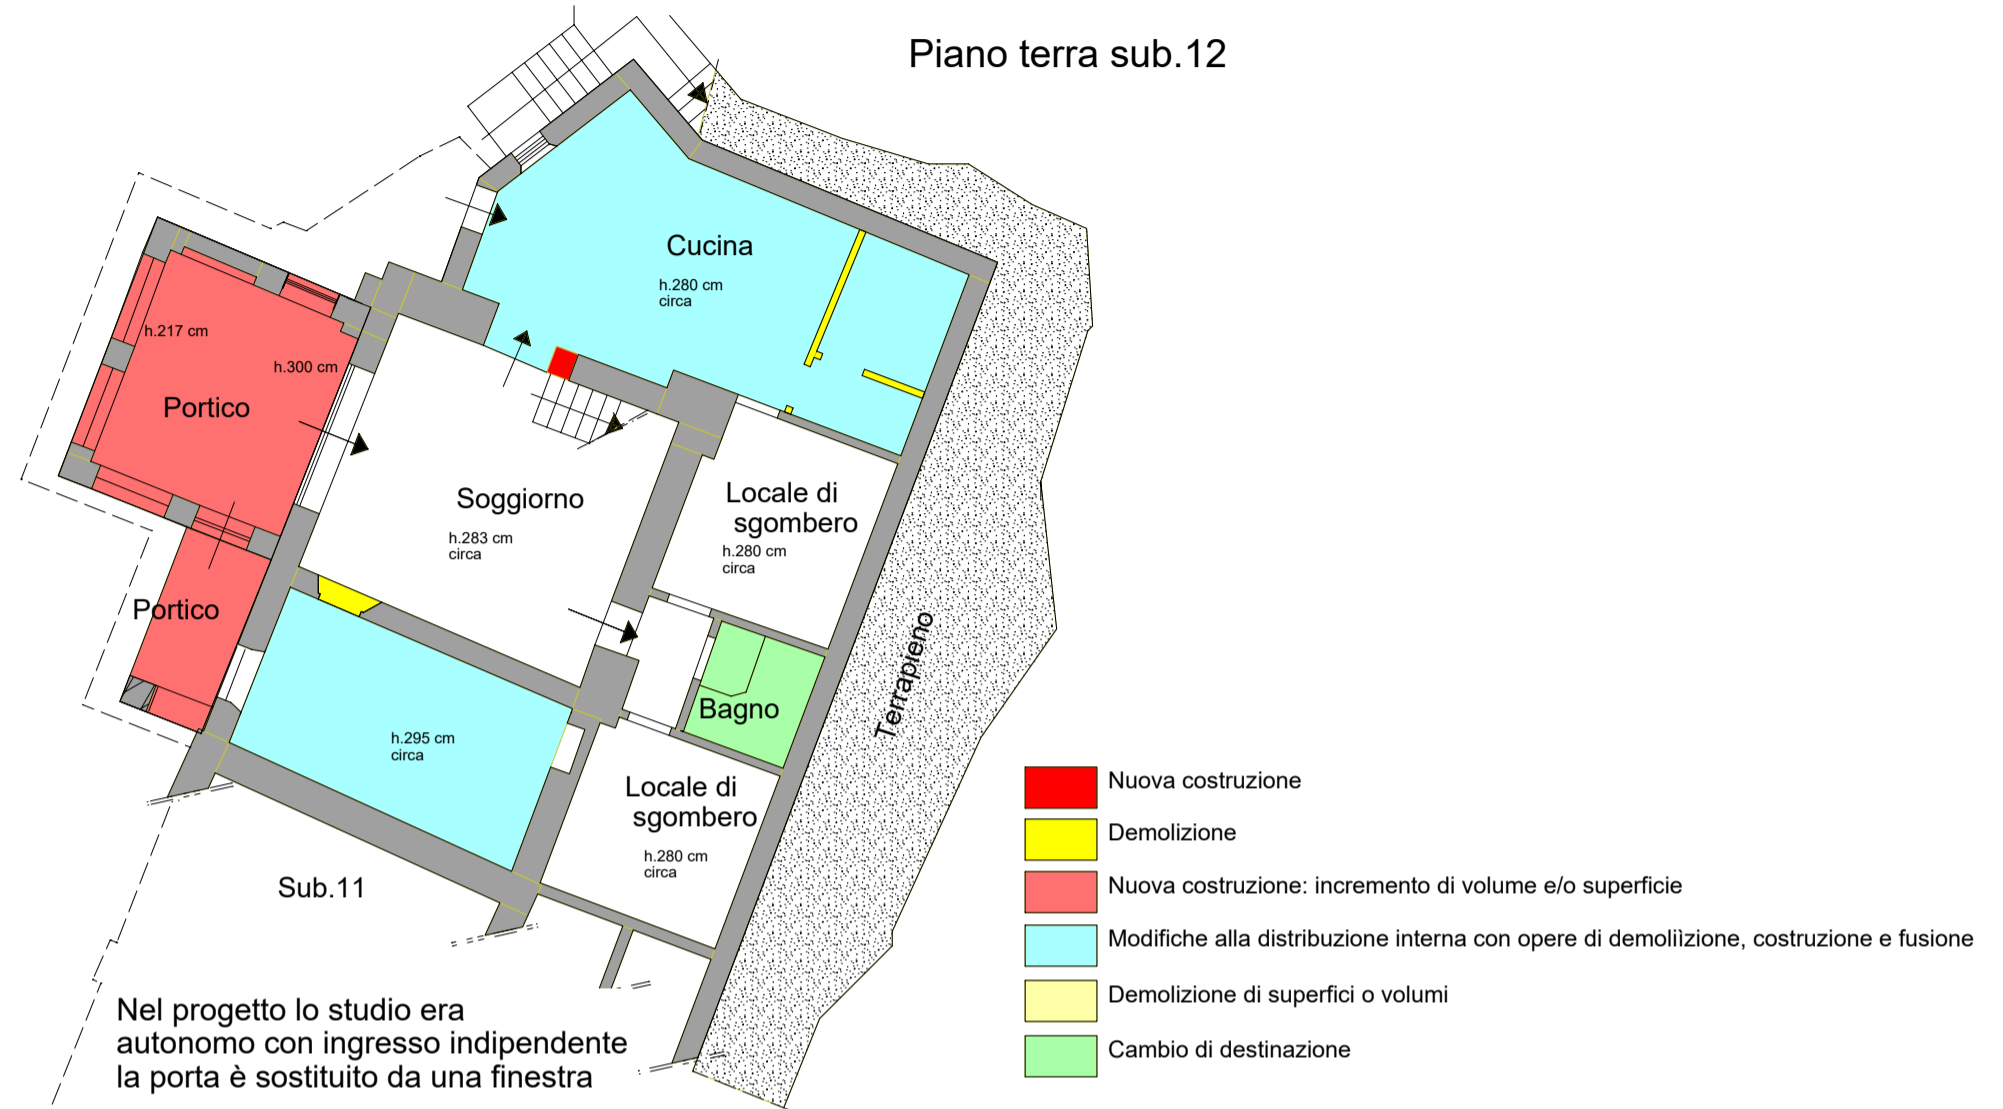 Piano terra sub.12
Cucina
h.280 cm
circa
h.217 cm
h.300 cm
Portico
Soggiorno
h.283 cm
circa
Locale di
sgombero
h.280 cm
circa
Portico
Terrapieno
Bagno
h.295 cm
circa
Locale di
sgombero
h.280 cm
circa
Sub.11
Nel progetto lo studio era
autonomo con ingresso indipendente
la porta è sostituito da una finestra
Nuova costruzione
Demolizione
Nuova costruzione: incremento di volume e/o superficie
Modifiche alla distribuzione interna con opere di demoliìzione, costruzione e fusione
Demolizione di superfici o volumi
Cambio di destinazione